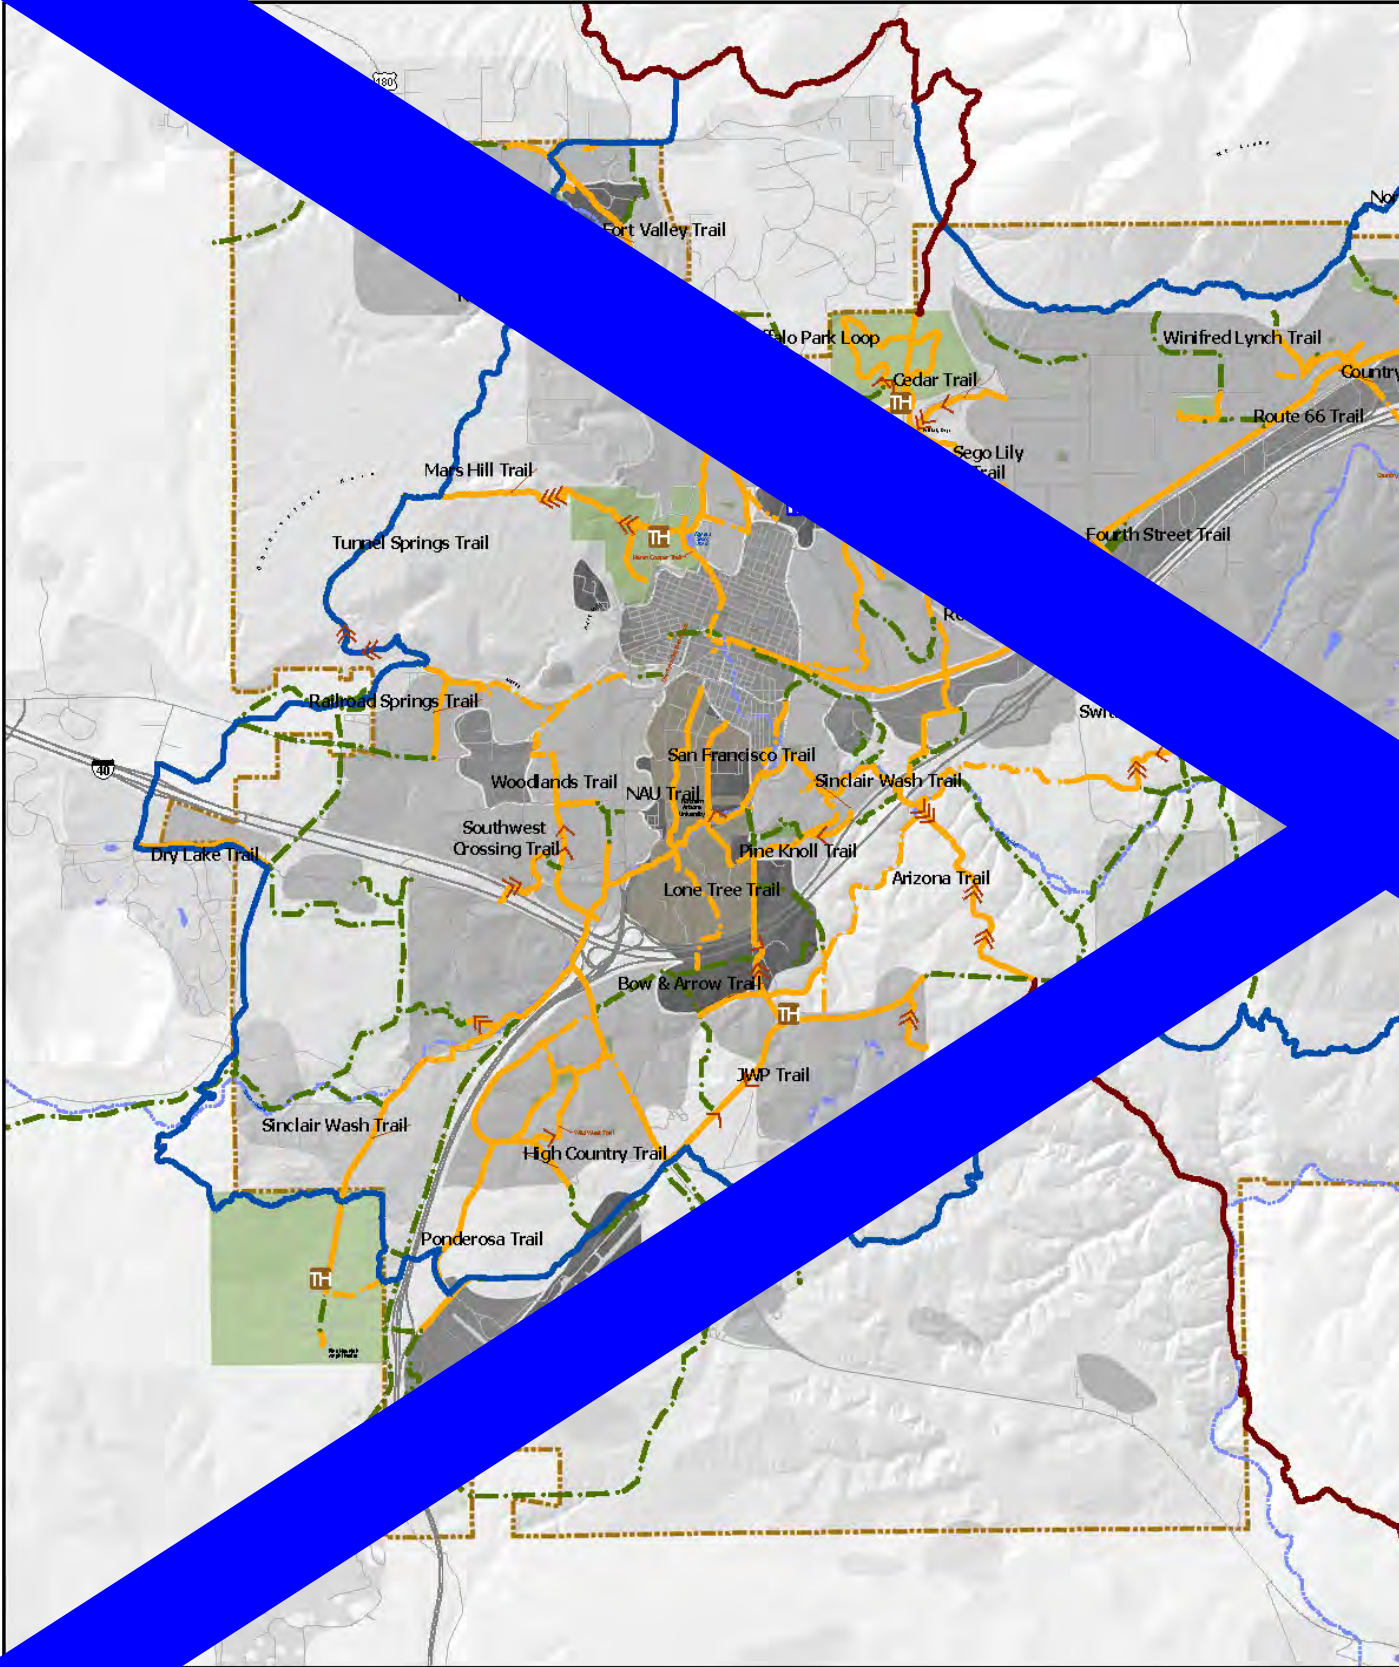 180
Fort Valley Trail
Park Loop
Winifred Lynch Trail
Cedar Trail
Country
TH
Route 66 Trail
Sego Lily
Trail
Mars Hill Trail
Fourth Street Trail
TH
Tunnel Springs Trail
Railroad Springs Trail
San Francisco Trail
40
Woodlands Trail
Sinclair Wash Trail
NAU Trail
Northern
Arizona
University
Southwest
Crossing Trail
Dry Lake Trail
Pine Knoll Trail
Arizona Trail
Lone Tree Trail
Bow & Arrow Trail
TH
JWP Trail
Sinclair Wash Trail
High Country Trail
Ponderosa Trail
TH